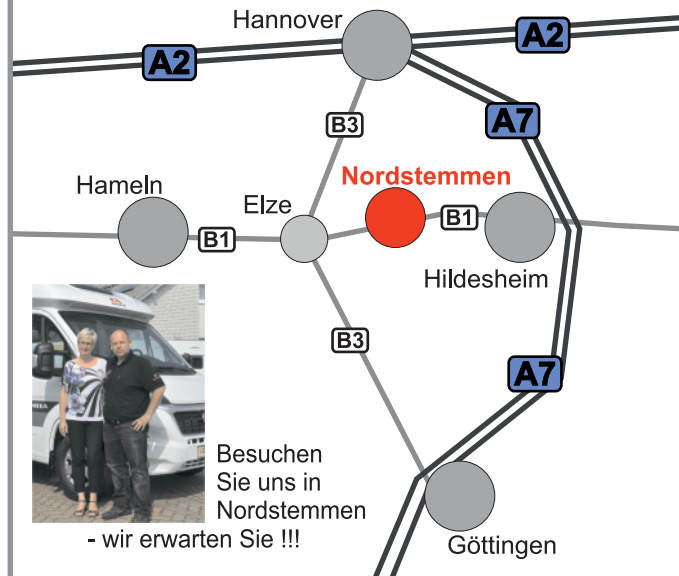 Hannover
A2
A2
B3
A7
Nordstemmen
Hameln
Elze
B1
B1
Hildesheim
B3
A7
Besuchen
Sie uns in
Nordstemmen
- wir erwarten Sie !!!
Göttingen